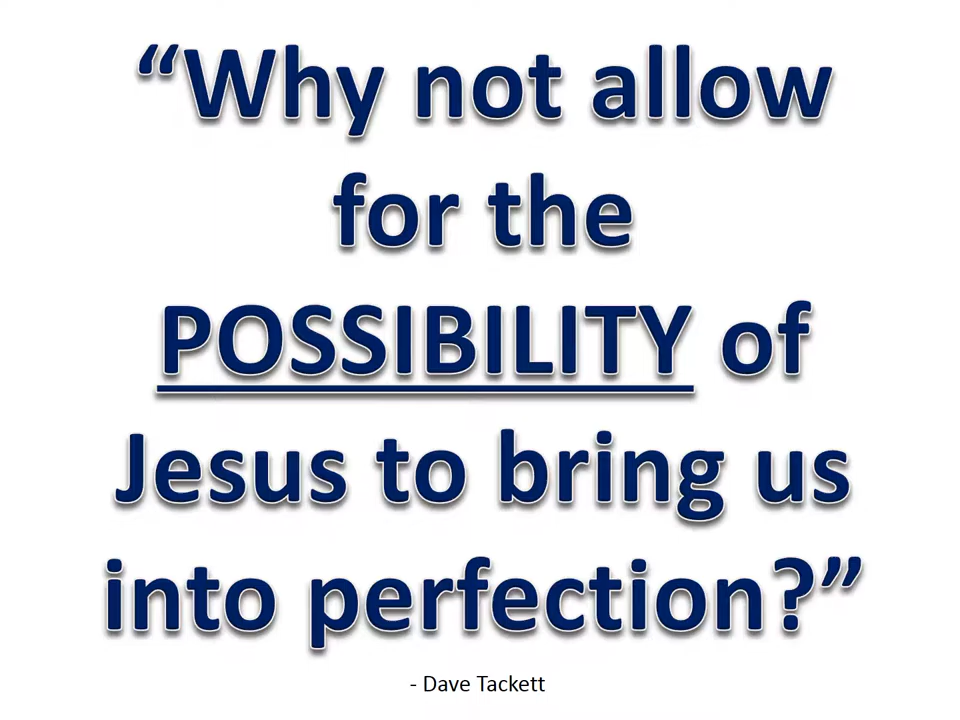 “Why not allow
for the
POSSIBILITY of
Jesus to bring us
into perfection?”
- Dave Tackett